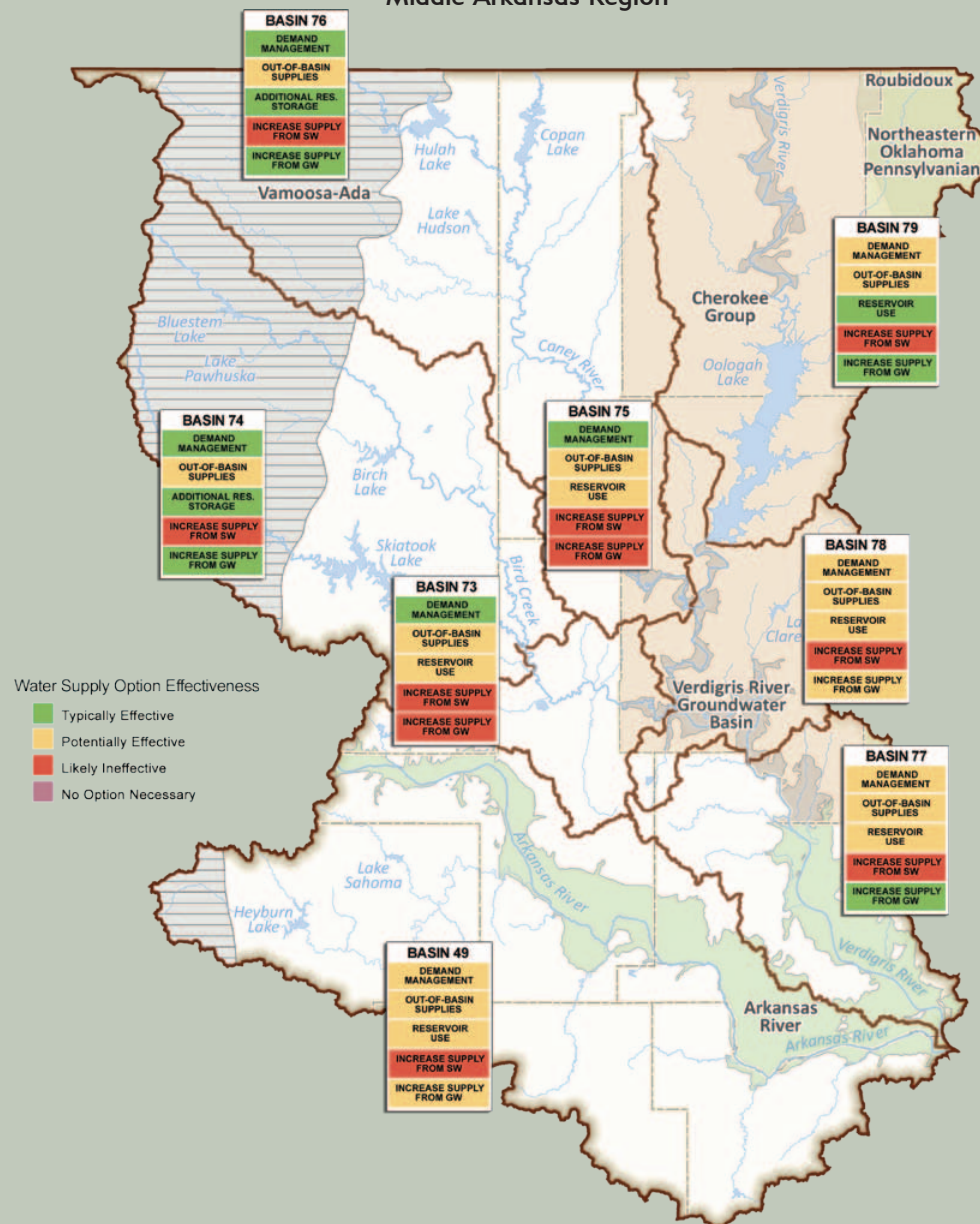 Middle Arkansas Region
BASIN 76
DEMAND
MANAGEMENT
OUT-OF-BASIN
SUPPLIES
ADDITIONAL RES.
STORAGE
INCREASE SUPPLY
FROM SW
INCREASE SUPPLY
FROM GW
Vamoosa-Ada
Hulah
Lake
Copan
Lake
Lake
Hudson
Verdigris River
Roubidoux
Northeastern
Oklahoma
Pennsylvanian
BASIN 79
DEMAND
MANAGEMENT
OUT-OF-BASIN
SUPPLIES
RESERVOIR
USE
INCREASE SUPPLY
FROM SW
INCREASE SUPPLY
FROM GW
Cherokee
Group
Oologah
Lake
Bluestem
Lake
Lake
Pawhuska
Caney River
BASIN 74
DEMAND
MANAGEMENT
OUT-OF-BASIN
SUPPLIES
ADDITIONAL RES.
STORAGE
INCREASE SUPPLY
FROM SW
INCREASE SUPPLY
FROM GW
Birch
Lake
Skiatook
Lake
Bird Creek
BASIN 75
DEMAND
MANAGEMENT
OUT-OF-BASIN
SUPPLIES
RESERVOIR
USE
INCREASE SUPPLY
FROM SW
INCREASE SUPPLY
FROM GW
BASIN 78
DEMAND
MANAGEMENT
OUT-OF-BASIN
SUPPLIES
RESERVOIR
USE
INCREASE SUPPLY
FROM SW
INCREASE SUPPLY
FROM GW
La
Clare
BASIN 73
DEMAND
MANAGEMENT
OUT-OF-BASIN
SUPPLIES
RESERVOIR
USE
INCREASE SUPPLY
FROM SW
INCREASE SUPPLY
FROM GW
Verdigris River
Groundwater
Basin
Water Supply Option Effectiveness
Typically Effective
Potentially Effective
Likely Ineffective
No Option Necessary
BASIN 77
DEMAND
MANAGEMENT
OUT-OF-BASIN
SUPPLIES
RESERVOIR
USE
INCREASE SUPPLY
FROM SW
INCREASE SUPPLY
FROM GW
Arkansas River
Lake
Sahoma
Heyburn
Lake
Verdigris River
BASIN 49
DEMAND
MANAGEMENT
OUT-OF-BASIN
SUPPLIES
RESERVOIR
USE
INCREASE SUPPLY
FROM SW
INCREASE SUPPLY
FROM GW
Arkansas
River
Arkansas River